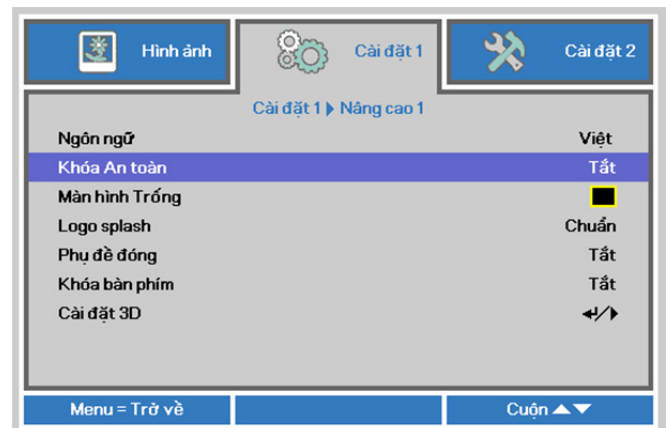 Hình ảnh
Cài đặt 1
Cài đặt 2
Cài đặt 1 ▶ Nâng cao 1
Ngôn ngữ Việt
Khóa An toàn Tắt
Màn hình Trống
Logo splash Chuẩn
Phụ đề đóng Tắt
Khóa bàn phím Tắt
Cài đặt 3D ↵/▶
Menu = Trở về
Cuộn ▲▼